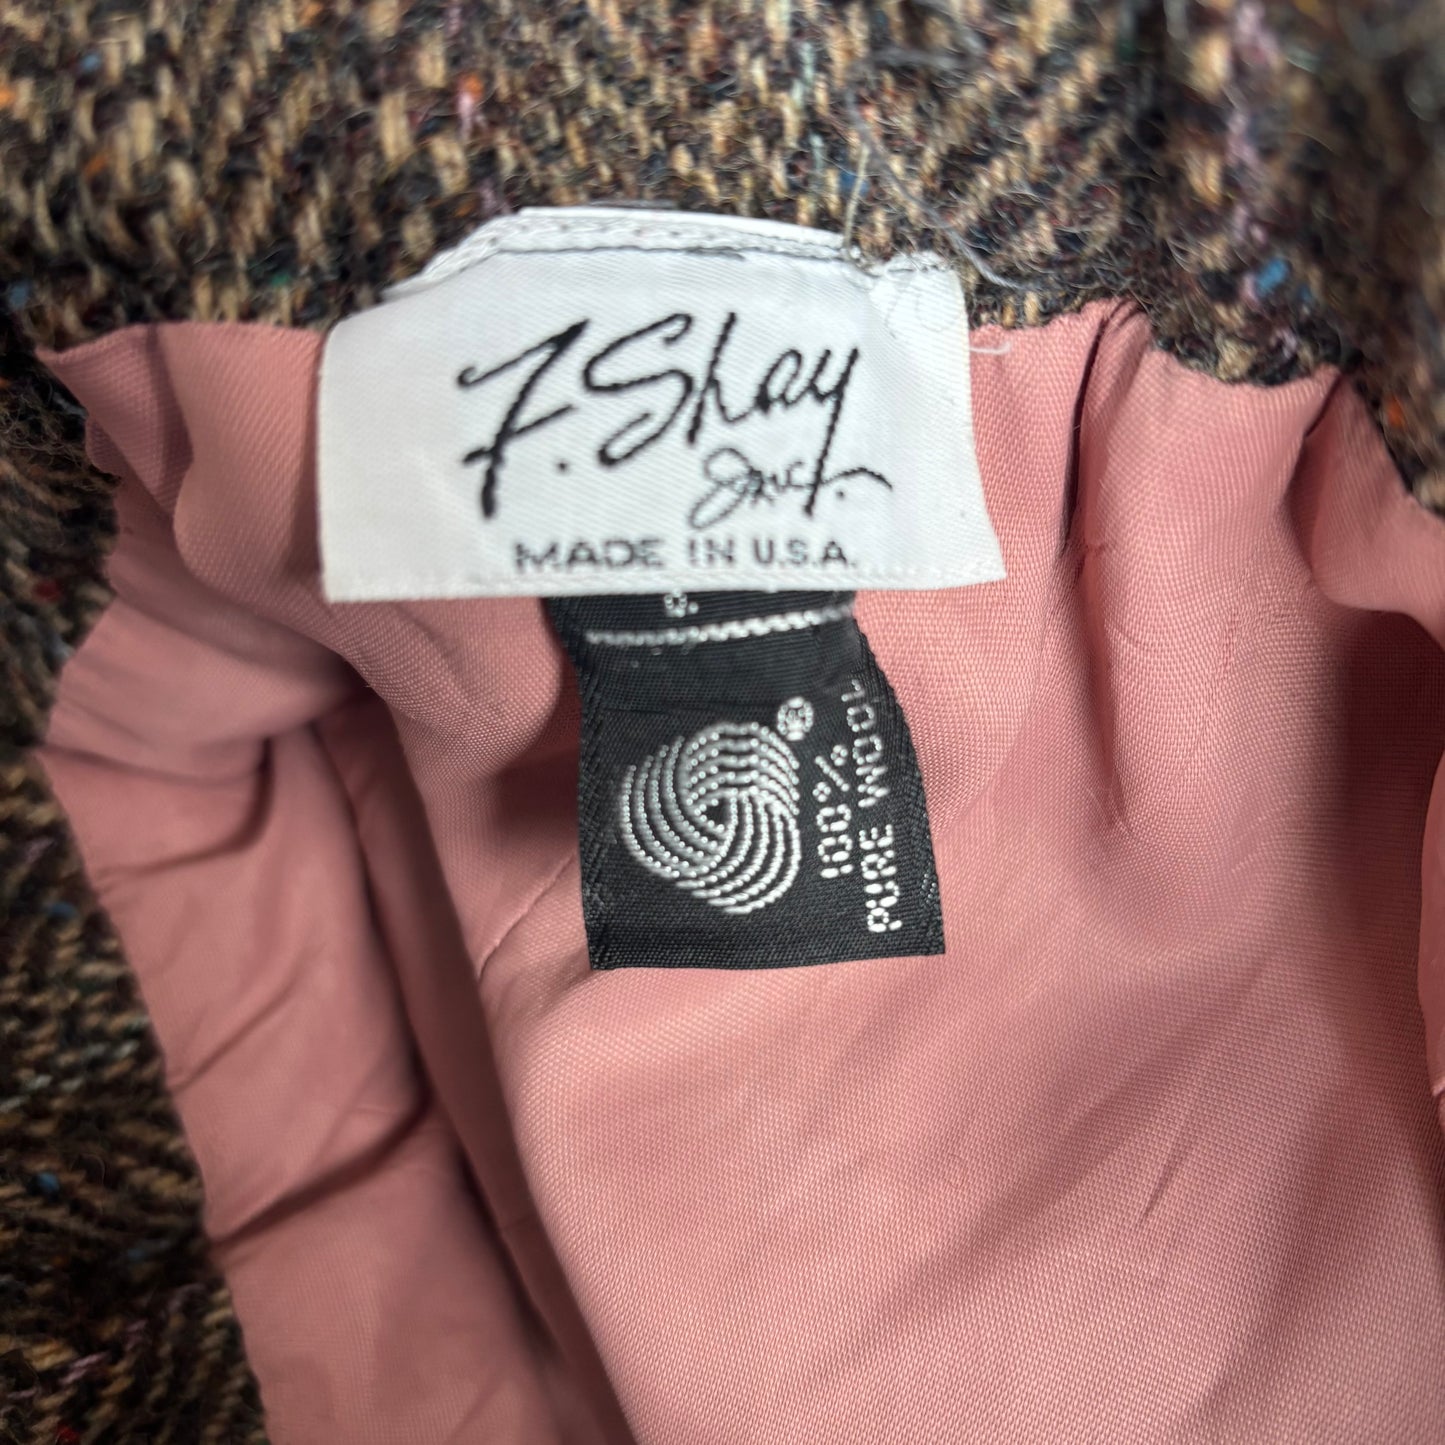 F. Shay
Inc.
MADE IN U.S.A.
®
100%
PURE WOOL